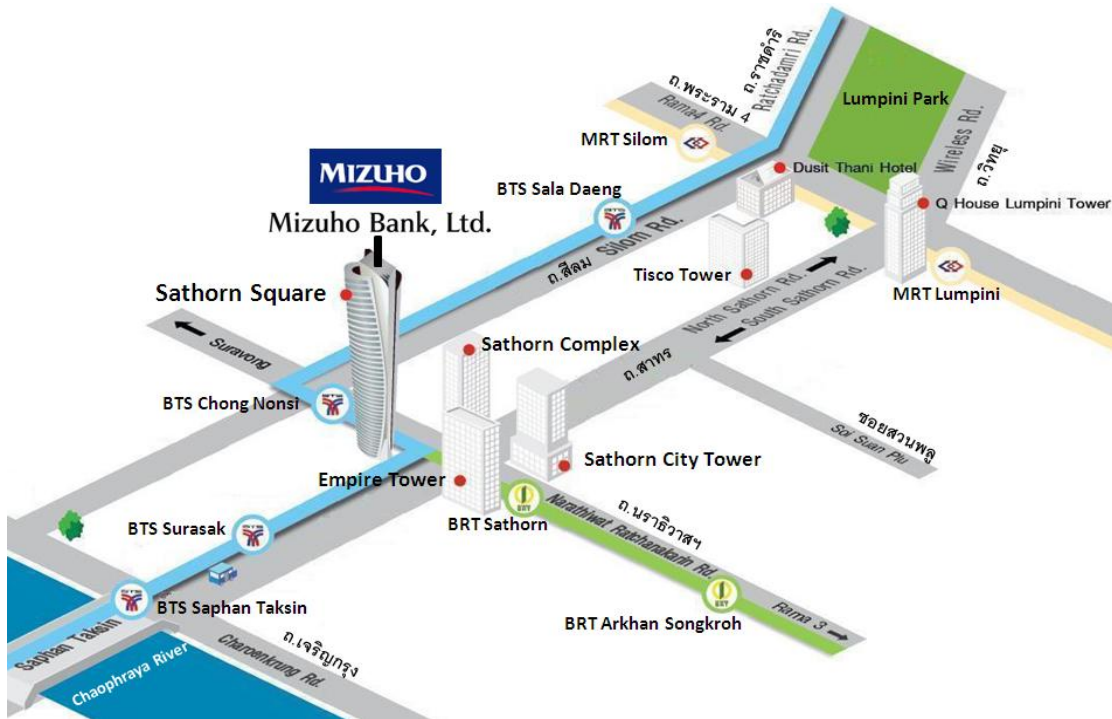 ถ.ราชดำริ
Ratchadamri Rd.
ถ.พระราม 4
Rama4 Rd.
Lumpini Park
Wireless Rd.
ถ.วิทยุ
MRT Silom
MIZUHO
Mizuho Bank, Ltd.
BTS Sala Daeng
Dusit Thani Hotel
Q House Lumpini Tower
ถ.สีลม Silom Rd.
Tisco Tower
North Sathorn Rd.
South Sathorn Rd.
MRT Lumpini
Sathorn Square
Suravong
Sathorn Complex
ถ.สาทร
BTS Chong Nonsi
ซอยสวนพลู
Soi Suan Plu
Empire Tower
Sathorn City Tower
BTS Surasak
BRT Sathorn
ถ.นราธิวาสฯ
Narathiwat Ratchanakarin Rd.
BTS Saphan Taksin
BRT Arkhan Songkroh
Rama 3
Saphan Taksin
Chaophraya River
ถ.เจริญกรุง
Charoenkrung Rd.